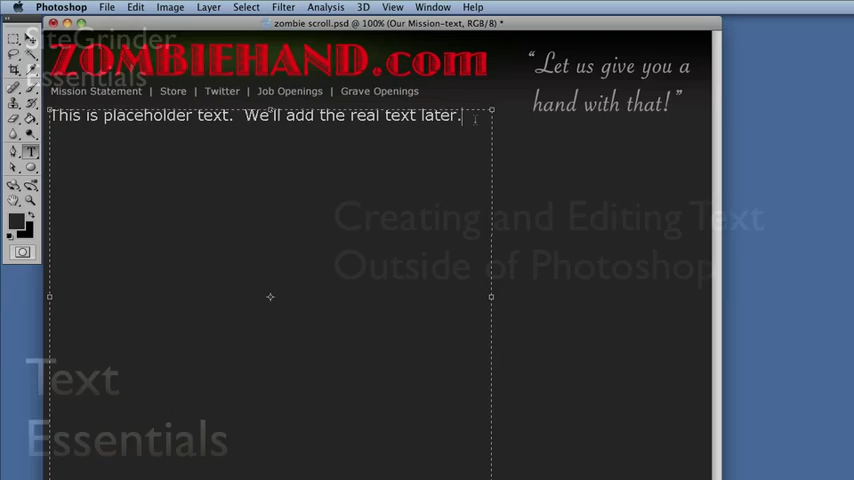 Photoshop File Edit Image Layer Select Filter Analysis 3D View Window Help
zombie scroll.psd @ 100% (Our Mission-text, RGB/8) *
SiteGrinder
Essentials
ZOMBIEHAND.com
“Let us give you a
hand with that!”
Mission Statement | Store | Twitter | Job Openings | Grave Openings
This is placeholder text. We'll add the real text later.
Creating and Editing Text
Outside of Photoshop
Text
Essentials